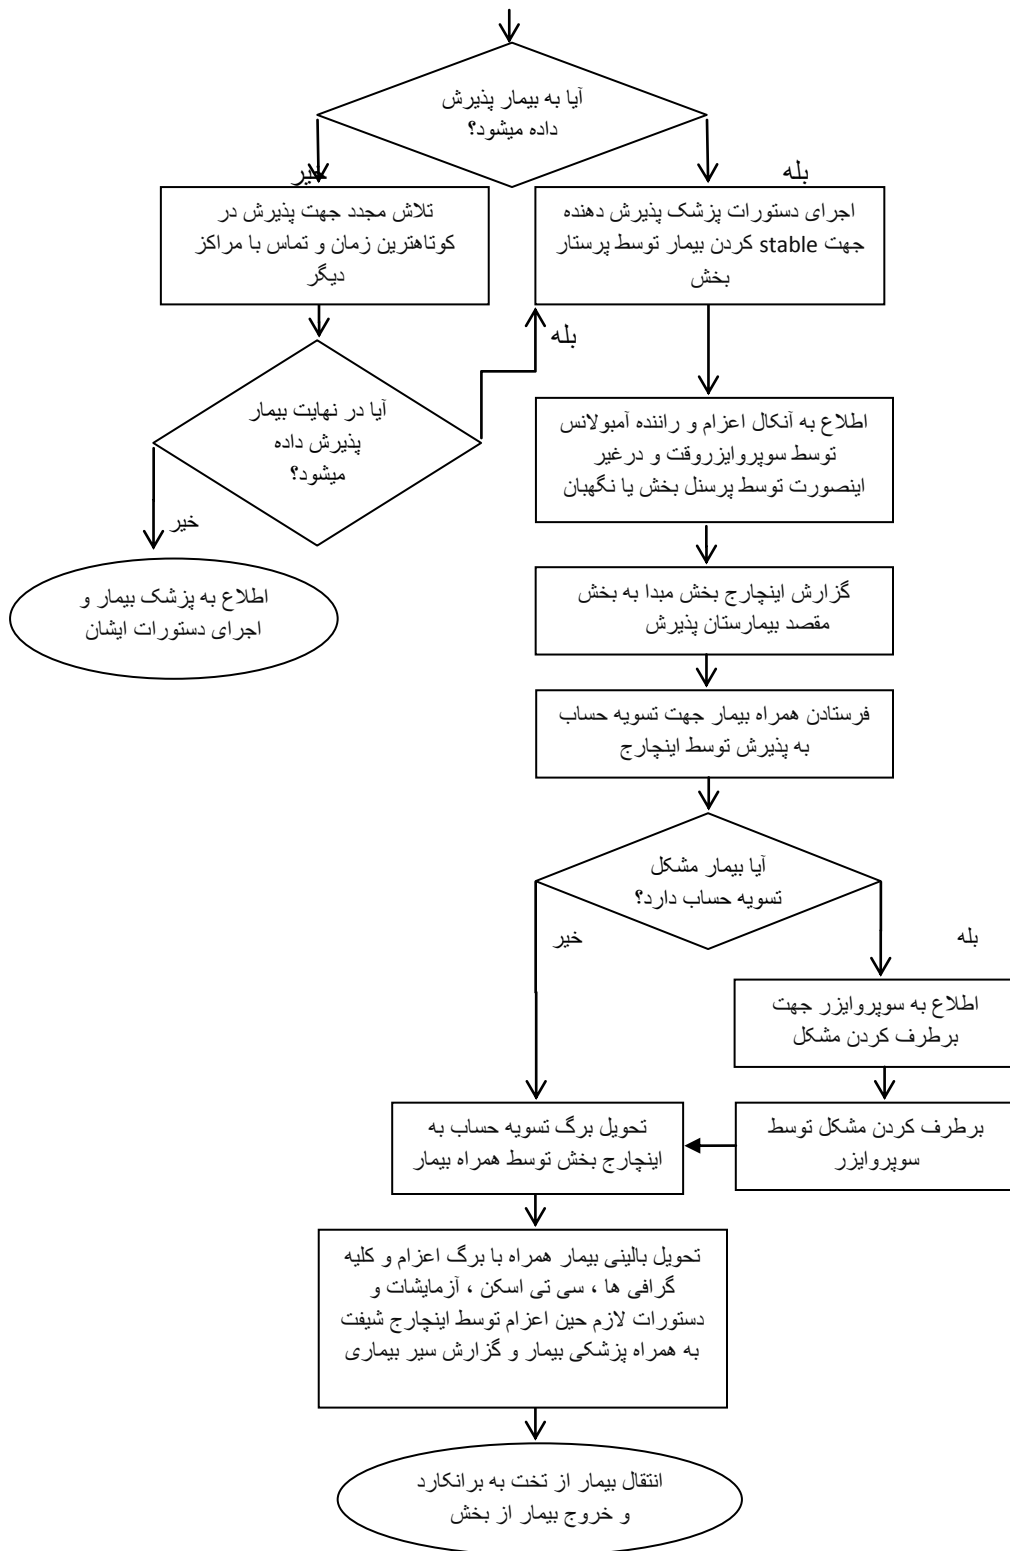 آیا به بیمار پذیرش
داده میشود؟
بله
خیر
اجرای دستورات پزشک پذیرش دهنده
جهت stable کردن بیمار توسط پرستار
بخش
تلاش مجدد جهت پذیرش در
کوتاهترین زمان و تماس با مراکز
دیگر
بله
آیا در نهایت بیمار
پذیرش داده
میشود؟
خیر
اطلاع به پزشک بیمار و
اجرای دستورات ایشان
اطلاع به آنکال اعزام و راننده آمبولانس
توسط سوپروایزروقت و درغیر
اینصورت توسط پرسنل بخش یا نگهبان
گزارش اینچارج بخش مبدا به بخش
مقصد بیمارستان پذیرش
فرستادن همراه بیمار جهت تسویه حساب
به پذیرش توسط اینچارج
آیا بیمار مشکل
تسویه حساب دارد؟
بله
خیر
اطلاع به سوپروایزر جهت
برطرف کردن مشکل
برطرف کردن مشکل توسط
سوپروایزر
تحویل برگ تسویه حساب به
اینچارج بخش توسط همراه بیمار
تحویل بالینی بیمار همراه با برگ اعزام و کلیه
گرافی ها ، سی تی اسکن ، آزمایشات و
دستورات لازم حین اعزام توسط اینچارج شیفت
به همراه پزشکی بیمار و گزارش سیر بیماری
انتقال بیمار از تخت به برانکارد
و خروج بیمار از بخش